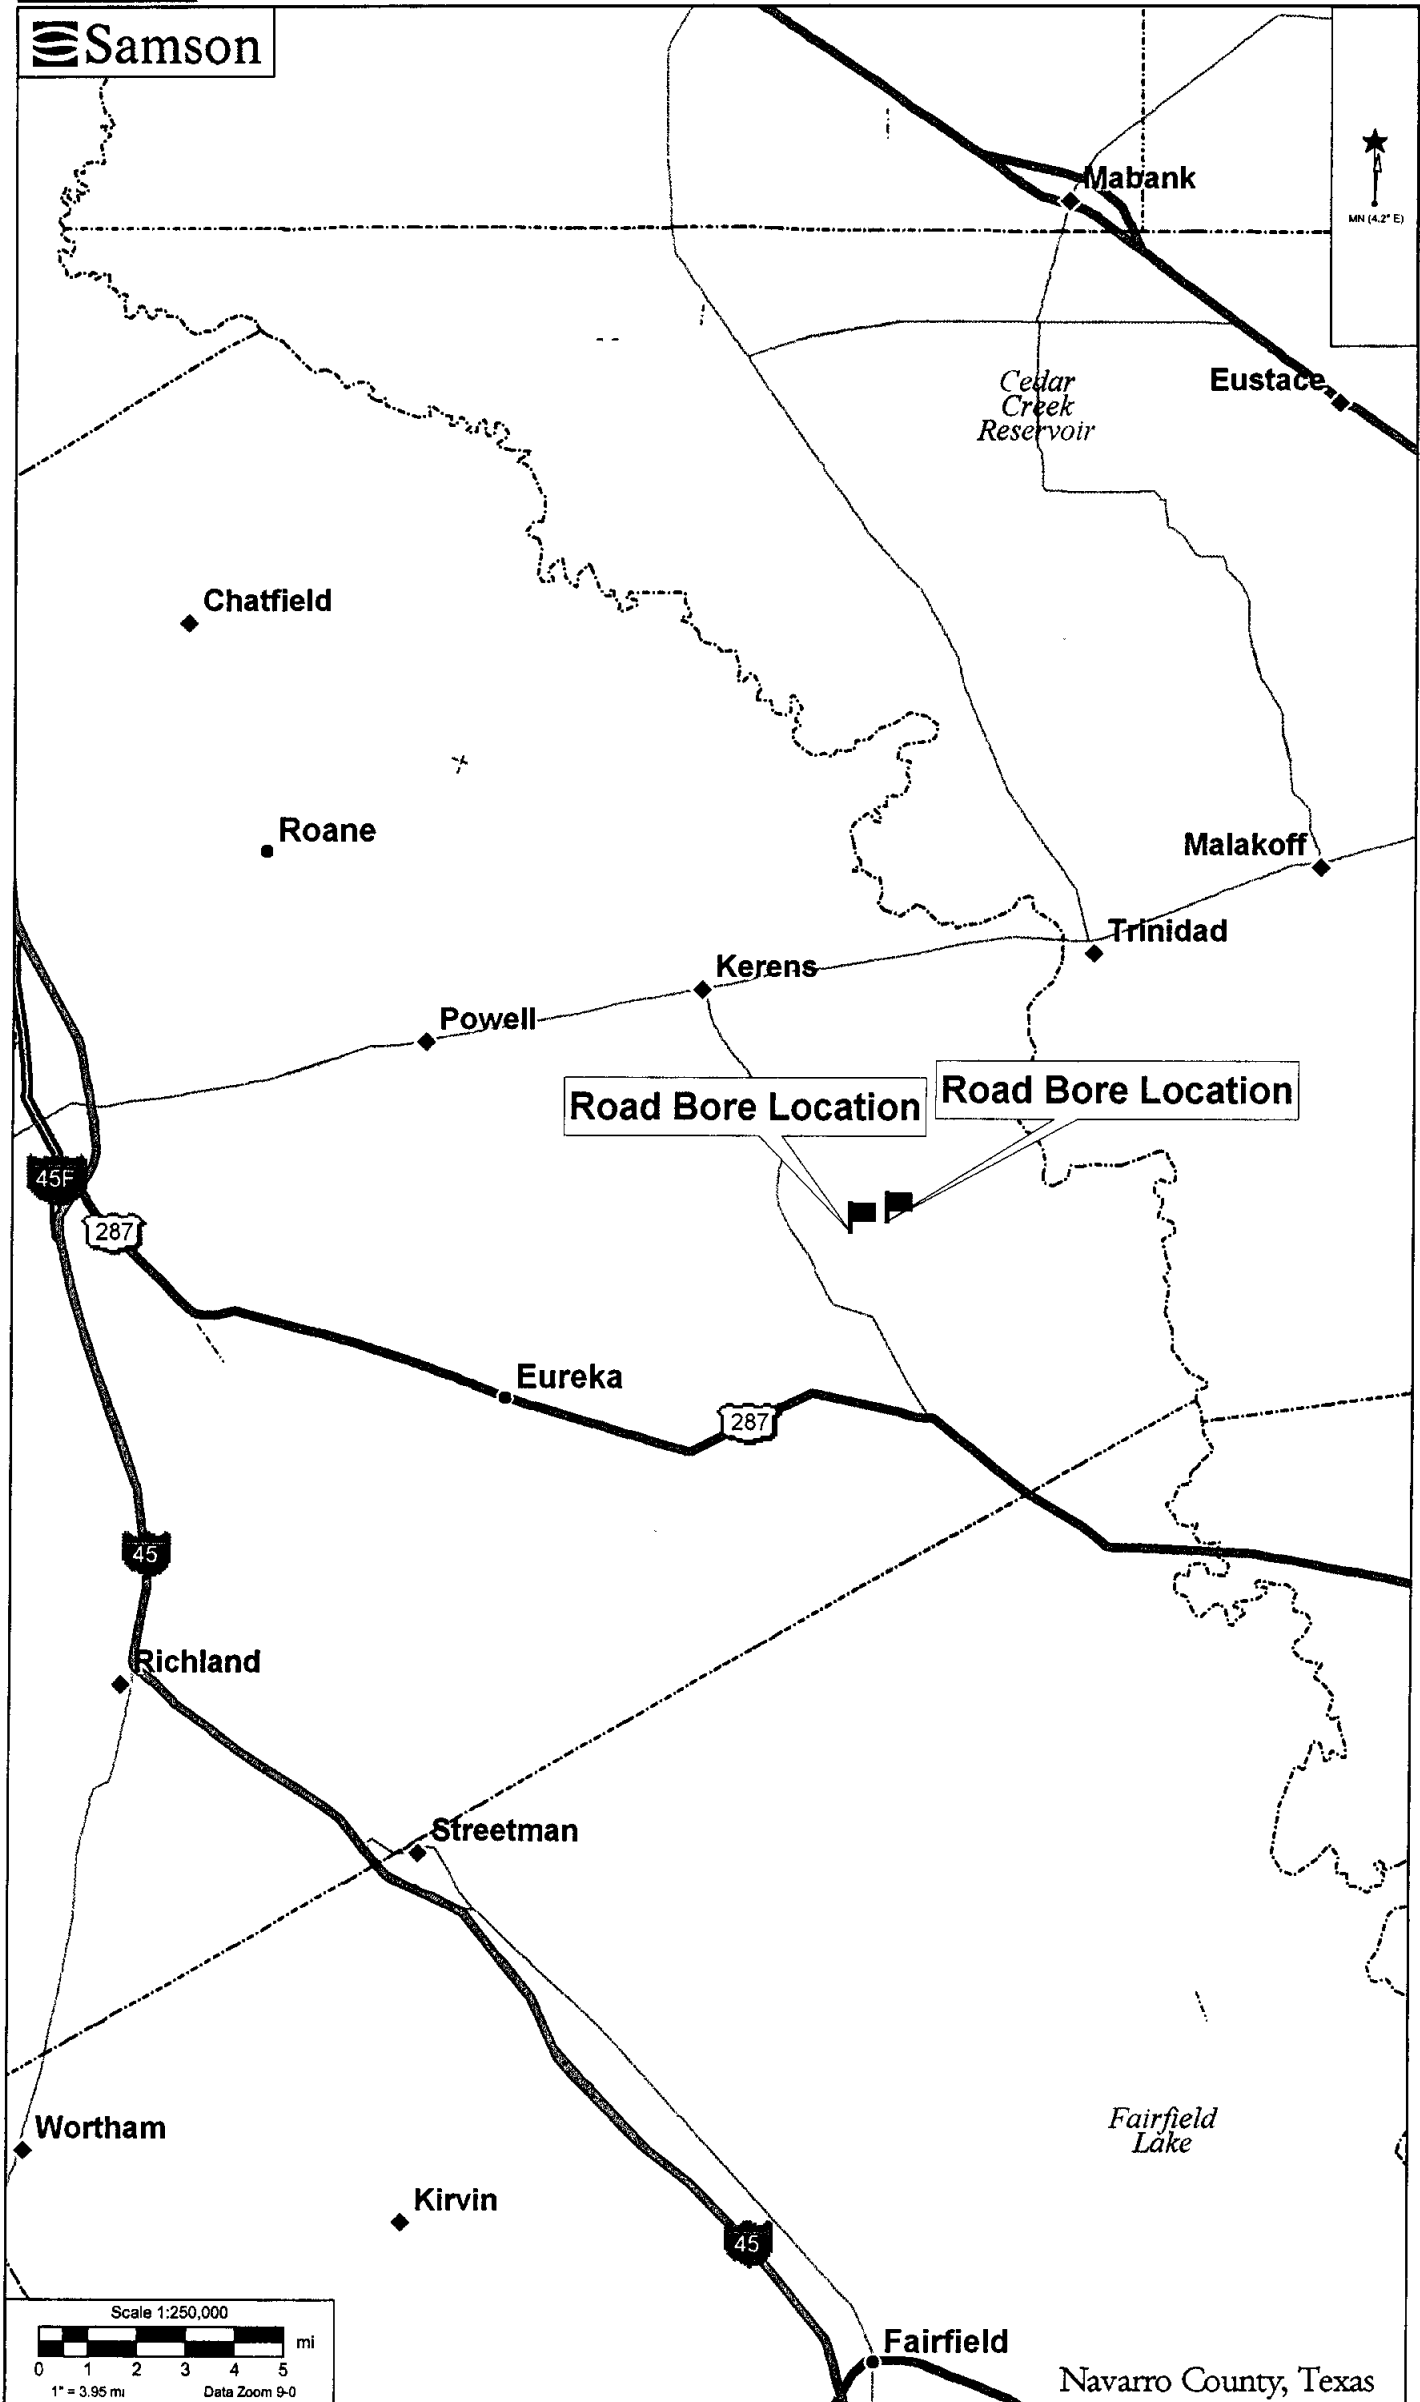 Samson
Mabank
MN (4.2° E)
Cedar
Creek
Reservoir
Eustace
Chatfield
Roane
Malakoff
Trinidad
Kerens
Powell
Road Bore Location
Road Bore Location
45F
287
Eureka
287
45
Richland
Streetman
Fairfield
Lake
Wortham
Kirvin
45
Scale 1:250,000
mi
0 1 2 3 4 5
1" = 3.95 mi Data Zoom 9-0
Fairfield
Navarro County, Texas